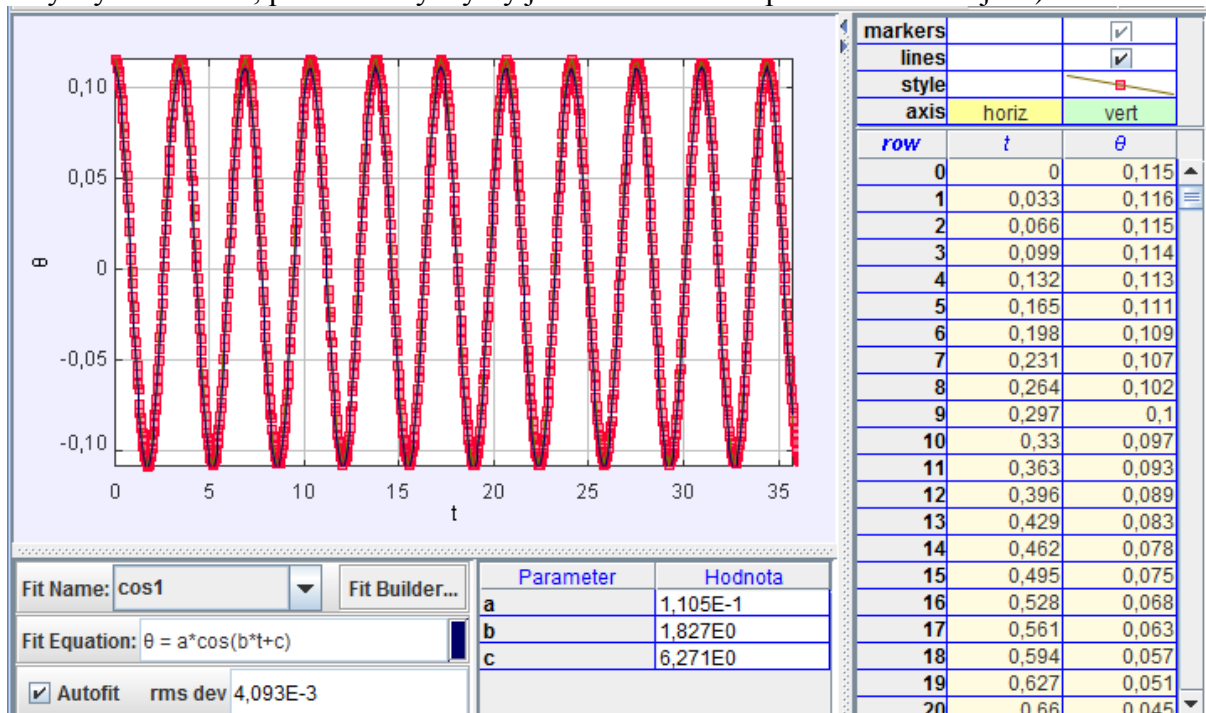 markers
lines
style
axis horiz vert
row t θ
0 0 0,115
1 0,033 0,116
2 0,066 0,115
3 0,099 0,114
4 0,132 0,113
5 0,165 0,111
6 0,198 0,109
7 0,231 0,107
8 0,264 0,102
9 0,297 0,1
10 0,33 0,097
11 0,363 0,093
12 0,396 0,089
13 0,429 0,083
14 0,462 0,078
15 0,495 0,075
16 0,528 0,068
17 0,561 0,063
18 0,594 0,057
19 0,627 0,051
20 0,66 0,045
0,10
0,05
θ
0
-0,05
-0,10
0 5 10 15 20 25 30 35
t
Fit Name: cos1 Fit Builder...
Fit Equation: θ = a*cos(b*t+c)
Autofit rms dev 4,093E-3
Parameter Hodnota
a 1,105E-1
b 1,827E0
c 6,271E0